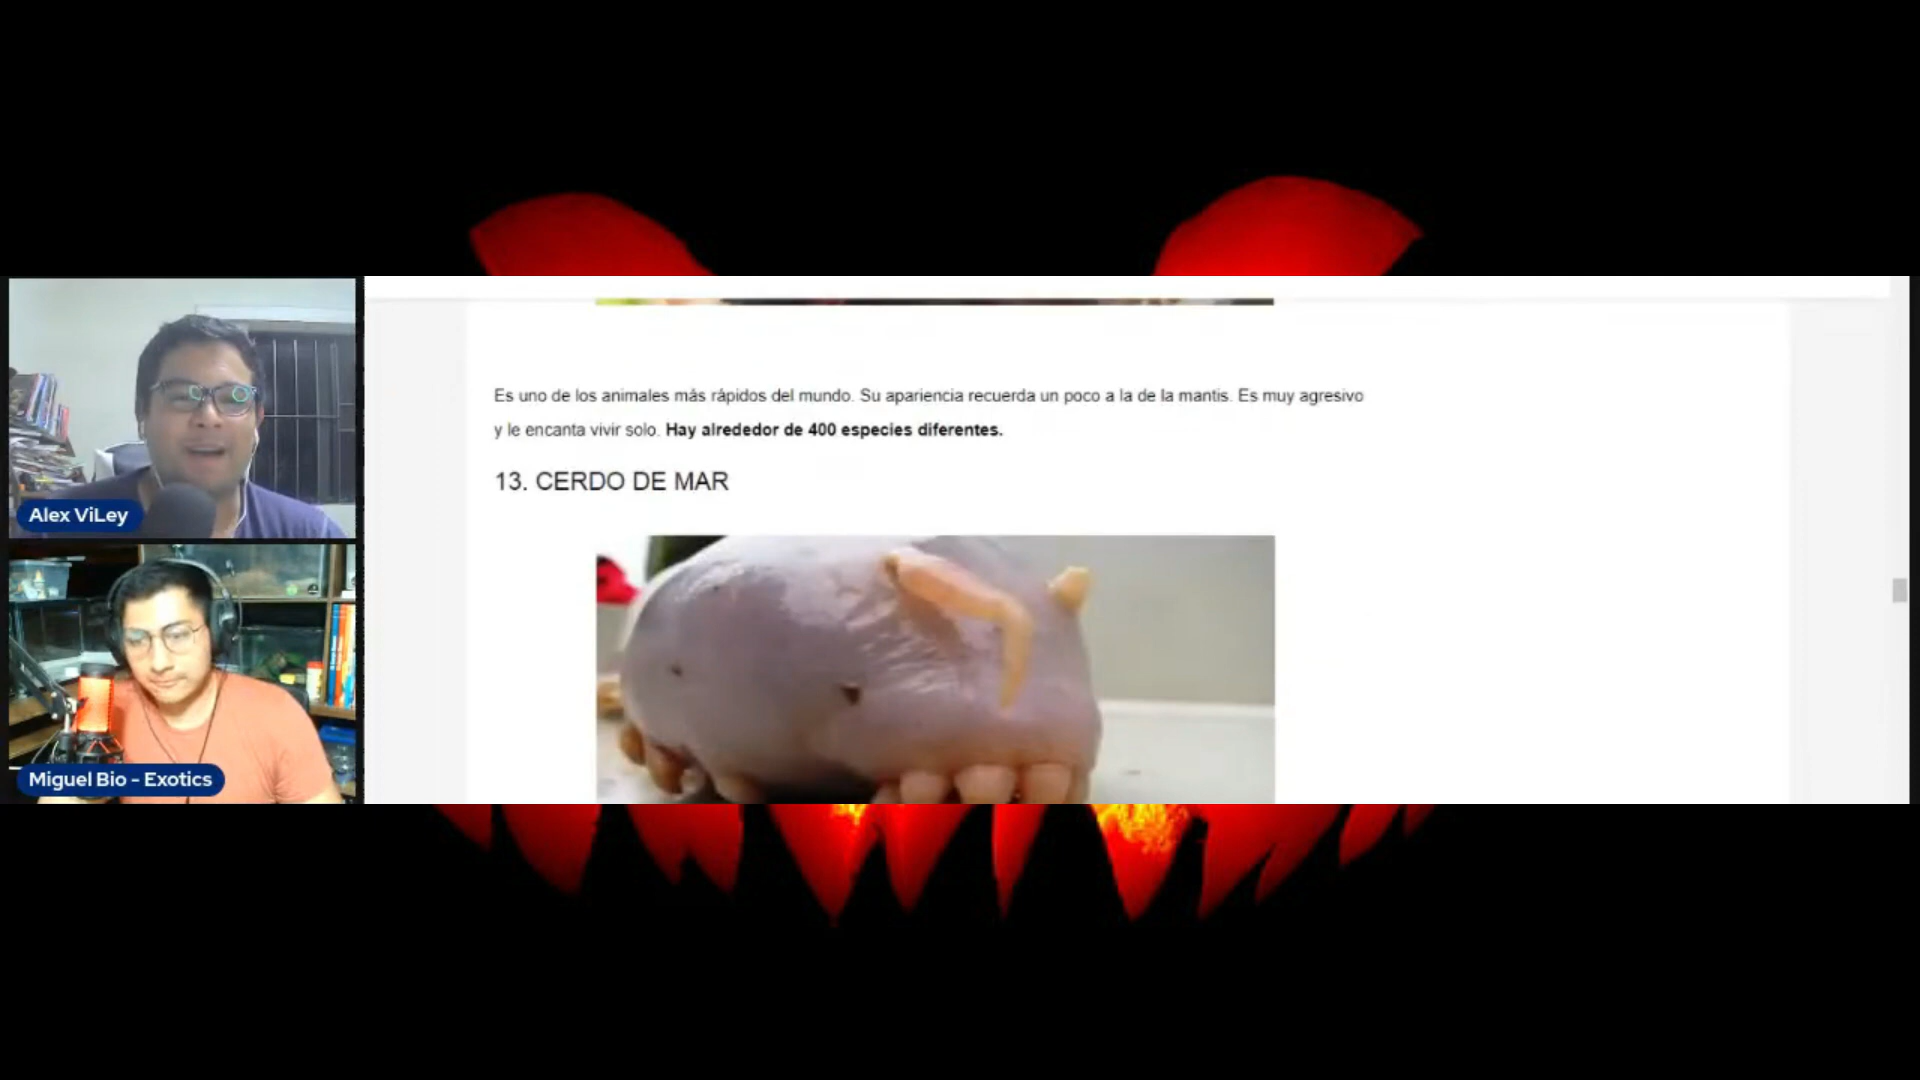 Es uno de los animales más rápidos del mundo. Su apariencia recuerda un poco a la de la mantis. Es muy agresivo
y le encanta vivir solo. Hay alrededor de 400 especies diferentes.
13. CERDO DE MAR
Alex ViLey
Miguel Bio - Exotics